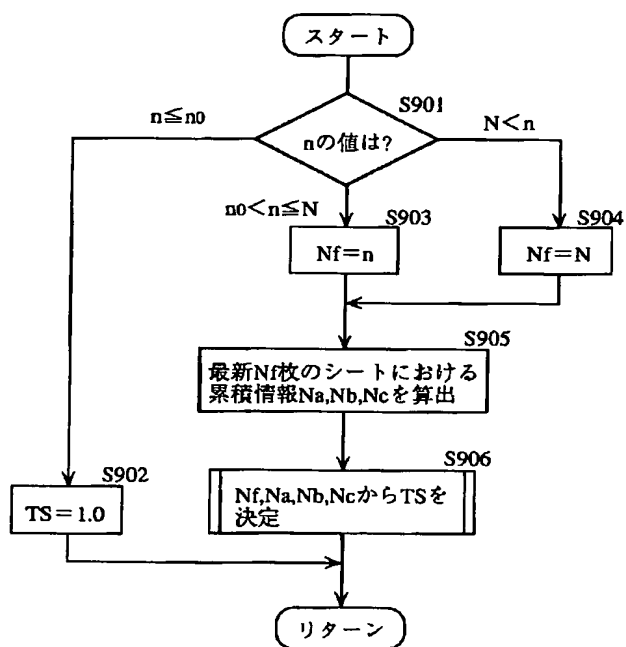 スタート
S901
n≦n0
nの値は?
N<n
n0<n≦N
S903
S904
Nf=n
Nf=N
S905
最新Nf枚のシートにおける
累積情報Na,Nb,Ncを算出
S906
S902
Nf,Na,Nb,NcからTSを
決定
TS=1.0
リターン